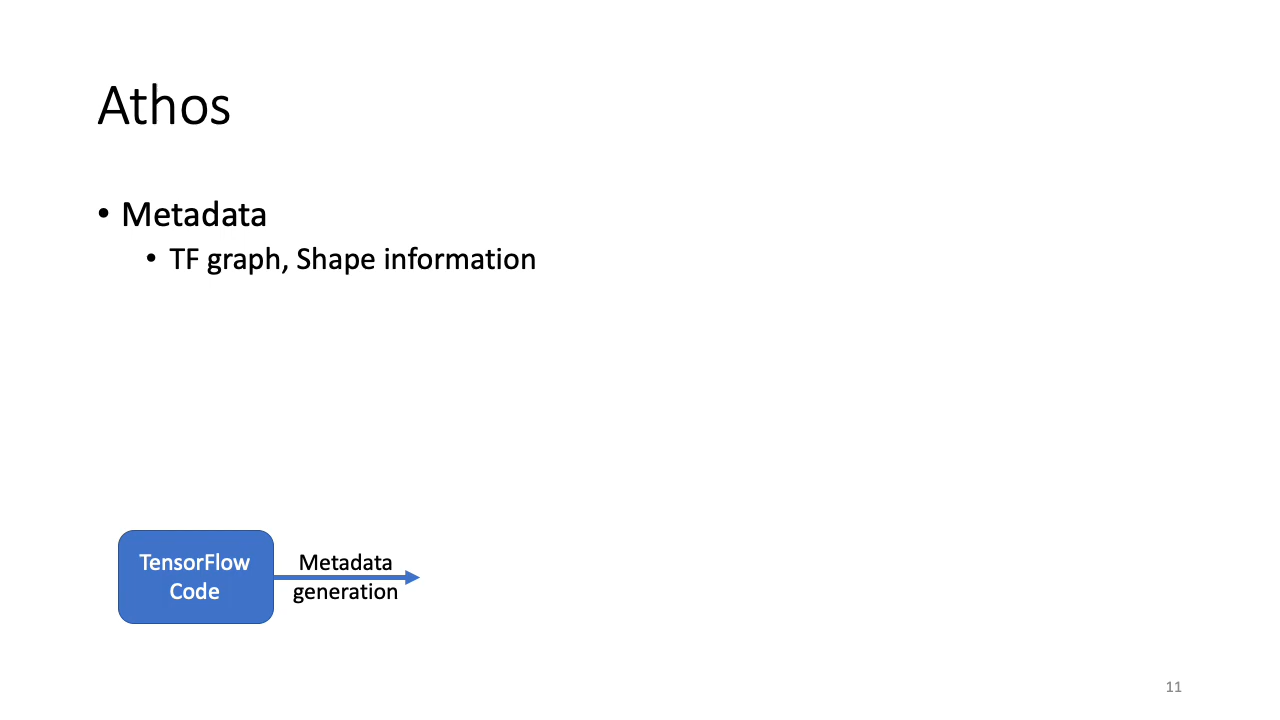 Athos
• Metadata
• TF graph, Shape information
TensorFlow
Code
Metadata
generation
11